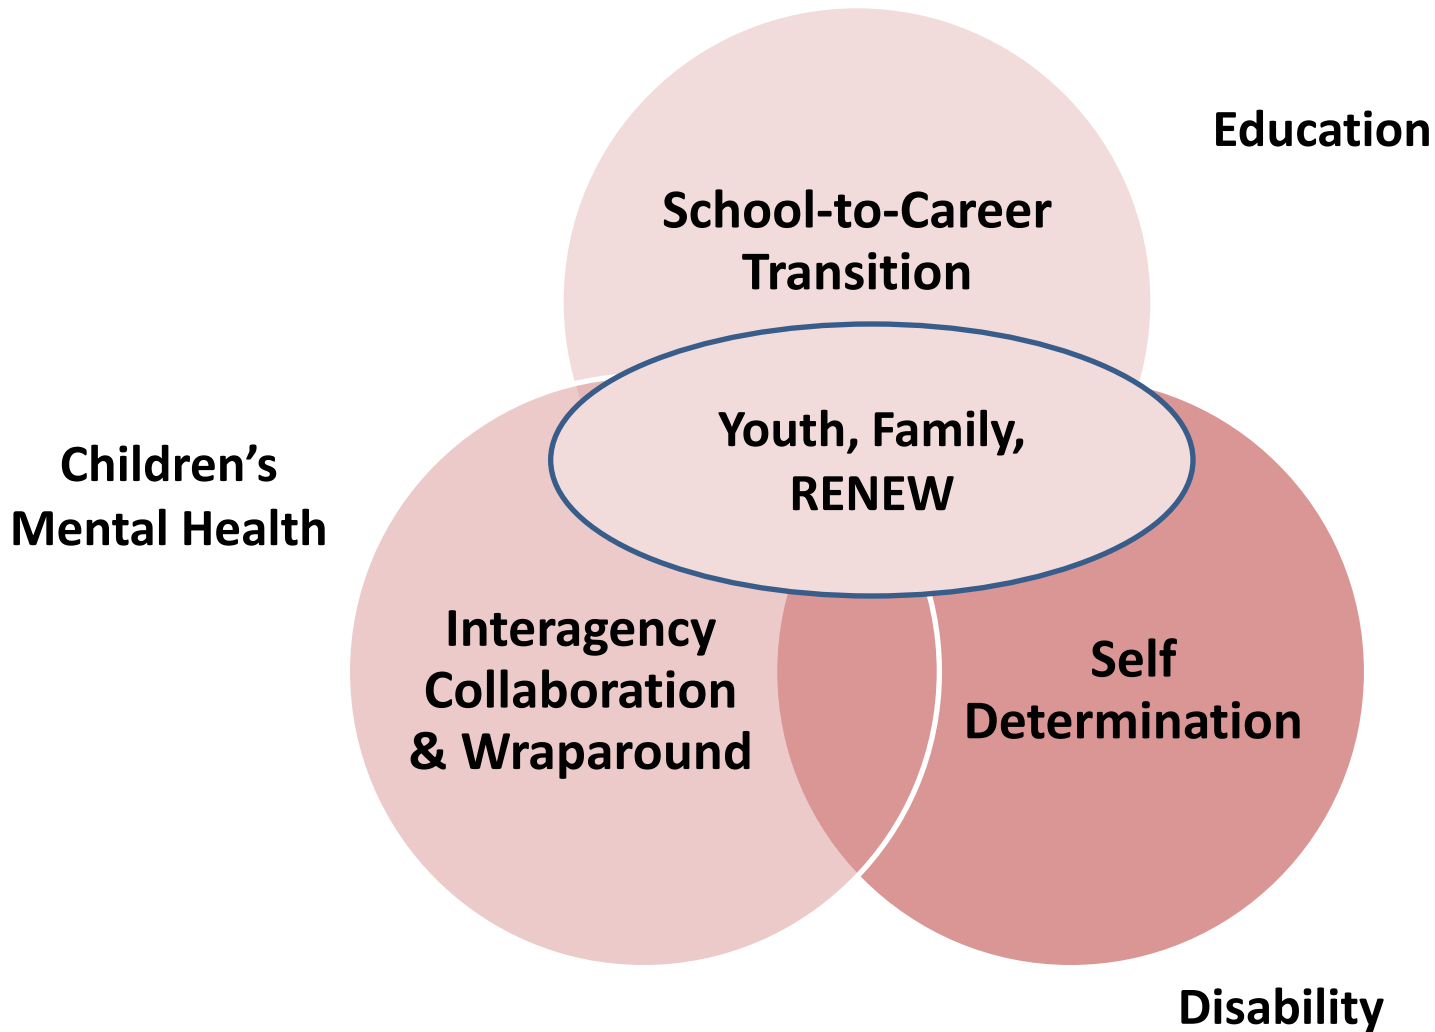 Education
School-to-Career
Transition
Youth, Family,
RENEW
Children’s
Mental Health
Interagency
Collaboration
& Wraparound
Self
Determination
Disability